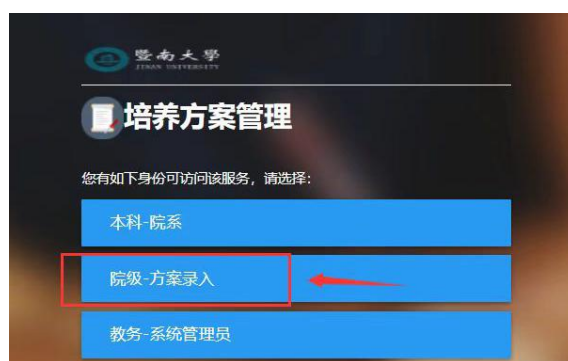 暨南大學
JINAN UNIVERSITY
培养方案管理
您有如下身份可访问该服务，请选择：
本科-院系
院级-方案录入
教务-系统管理员